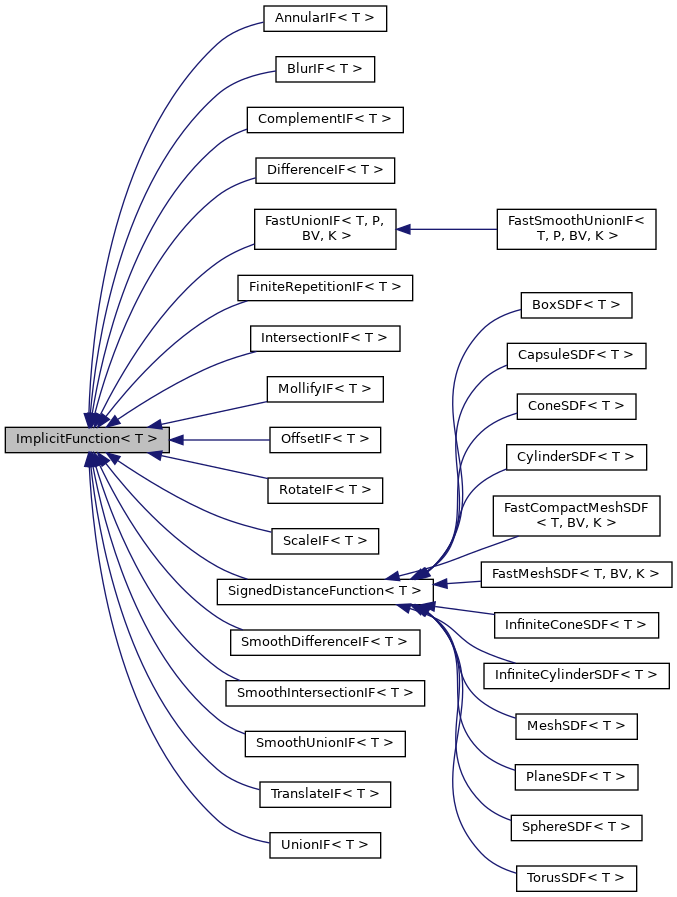 AnnularIF< T >
BlurIF< T >
ComplementIF< T >
DifferenceIF< T >
FastUnionIF< T, P,
BV, K >
FastSmoothUnionIF<
T, P, BV, K >
FiniteRepetitionIF< T >
IntersectionIF< T >
MollifyIF< T >
ImplicitFunction< T >
OffsetIF< T >
RotateIF< T >
ScaleIF< T >
SignedDistanceFunction< T >
SmoothDifferenceIF< T >
SmoothIntersectionIF< T >
SmoothUnionIF< T >
TranslateIF< T >
UnionIF< T >
BoxSDF< T >
CapsuleSDF< T >
ConeSDF< T >
CylinderSDF< T >
FastCompactMeshSDF
< T, BV, K >
FastMeshSDF< T, BV, K >
InfiniteConeSDF< T >
InfiniteCylinderSDF< T >
MeshSDF< T >
PlaneSDF< T >
SphereSDF< T >
TorusSDF< T >